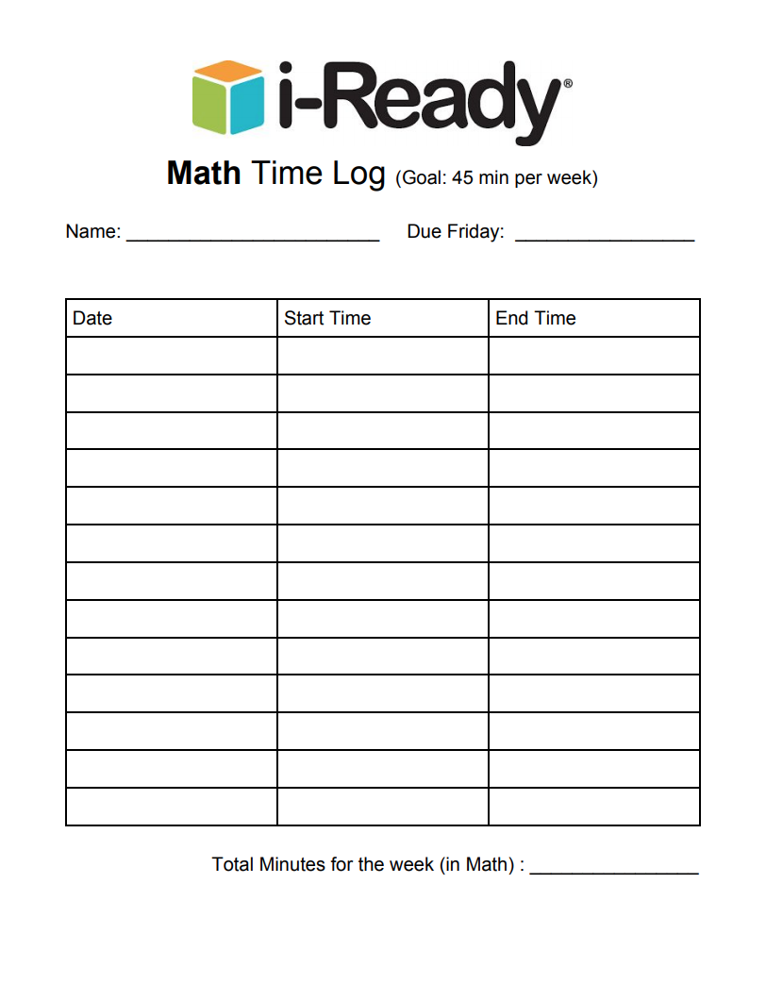 i-Ready®
Math Time Log (Goal: 45 min per week)
Name: ________________________ Due Friday: _________________
Date Start Time End Time
Total Minutes for the week (in Math) : ________________